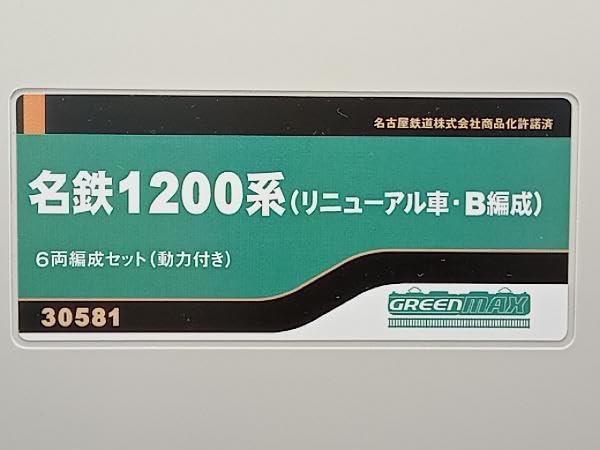 名古屋鉄道株式会社商品化許諾済
名鉄1200系(リニューアル車・B編成)
6両編成セット(動力付き)
30581
GREENMAX